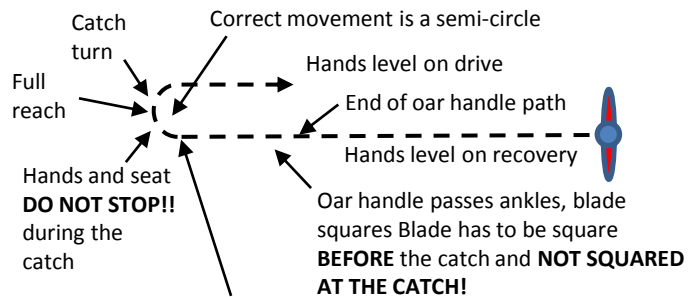 Catch
turn
Correct movement is a semi-circle
Full
reach
Hands level on drive
End of oar handle path
Hands level on recovery
Hands and seat
DO NOT STOP!!
during the
catch
Oar handle passes ankles, blade
squares Blade has to be square
BEFORE the catch and NOT SQUARED
AT THE CATCH!